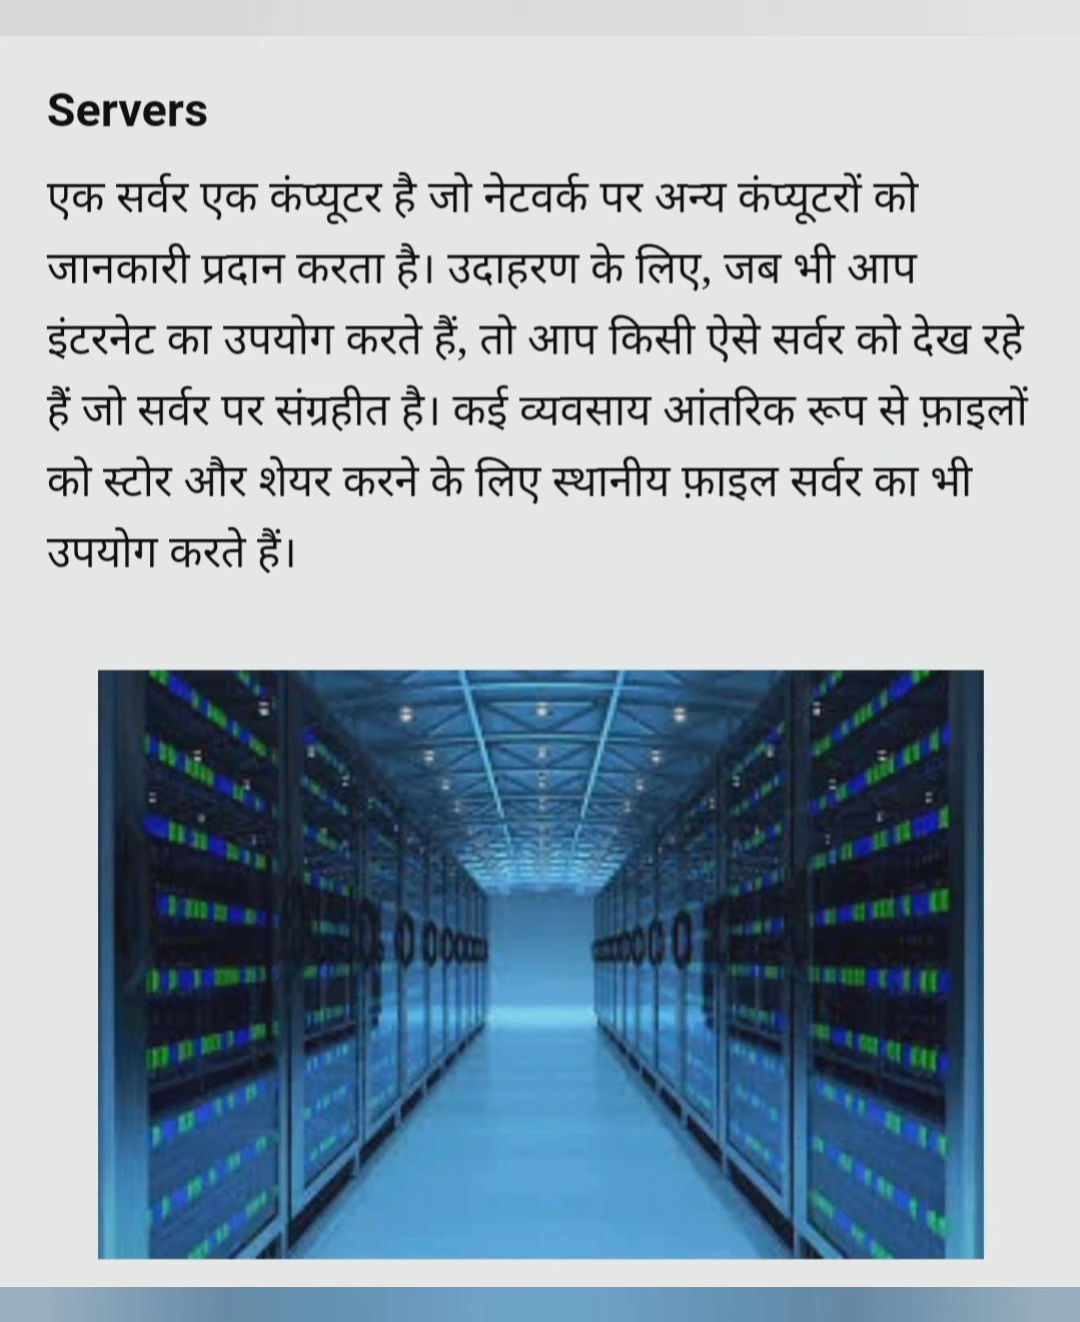 Servers
एक सर्वर एक कंप्यूटर है जो नेटवर्क पर अन्य कंप्यूटरों को
जानकारी प्रदान करता है। उदाहरण के लिए, जब भी आप
इंटरनेट का उपयोग करते हैं, तो आप किसी ऐसे सर्वर को देख रहे
हैं जो सर्वर पर संग्रहीत है। कई व्यवसाय आंतरिक रूप से फ़ाइलों
को स्टोर और शेयर करने के लिए स्थानीय फ़ाइल सर्वर का भी
उपयोग करते हैं।